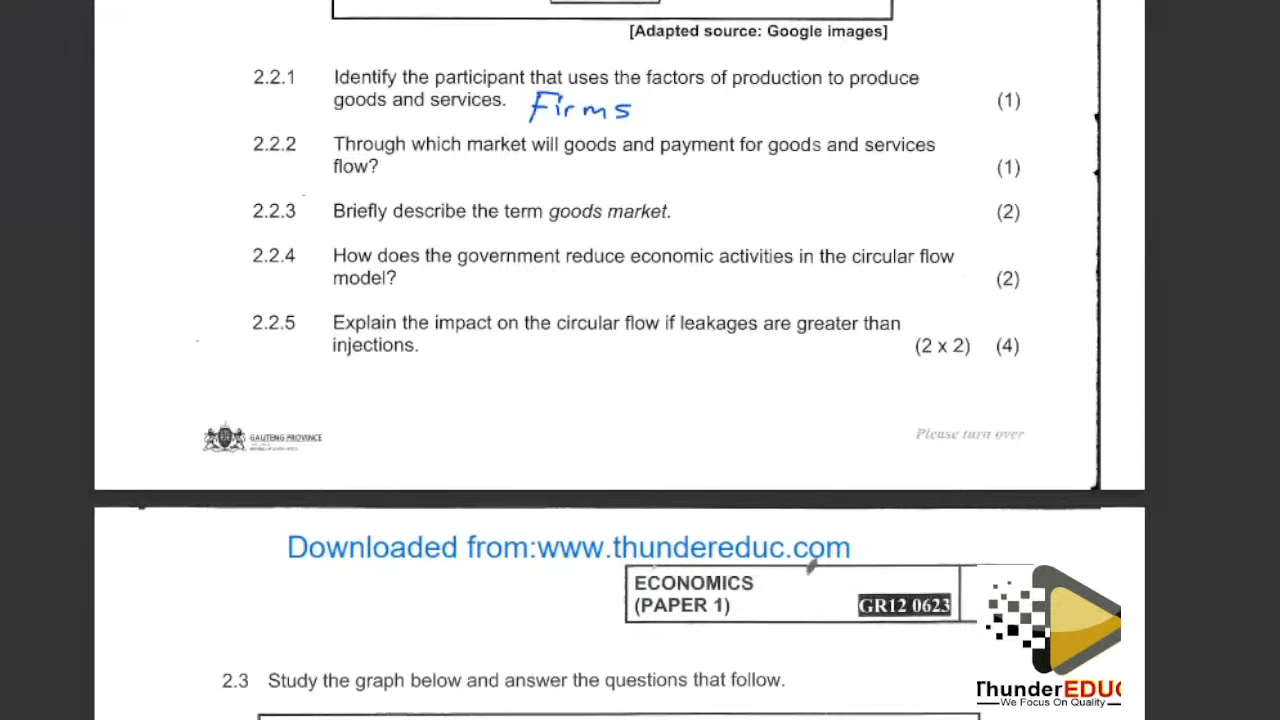 [Adapted source: Google images]
2.2.1 Identify the participant that uses the factors of production to produce
goods and services. Firms (1)
2.2.2 Through which market will goods and payment for goods and services
flow? (1)
2.2.3 Briefly describe the term goods market. (2)
2.2.4 How does the government reduce economic activities in the circular flow
model? (2)
2.2.5 Explain the impact on the circular flow if leakages are greater than
injections. (2 x 2) (4)
GAUTENG PROVINCE
Please turn over
Downloaded from:www.thundereduc.com
ECONOMICS
(PAPER 1) GR12 0623
ThunderEDUC
We Focus On Quality
2.3 Study the graph below and answer the questions that follow.